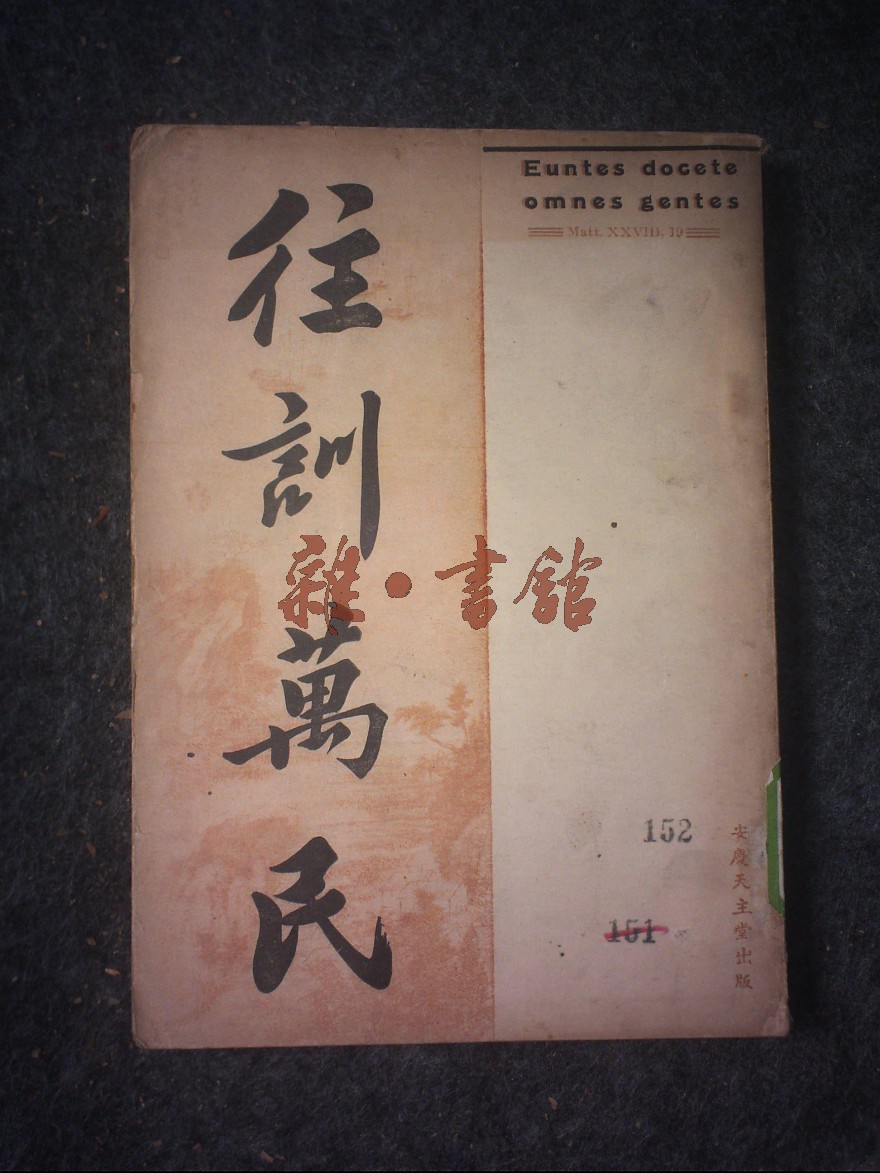 Euntes docete
omnes gentes
Matt. XXVIII, 19
往訓萬民
雜·書館
152
151
安慶天主堂出版